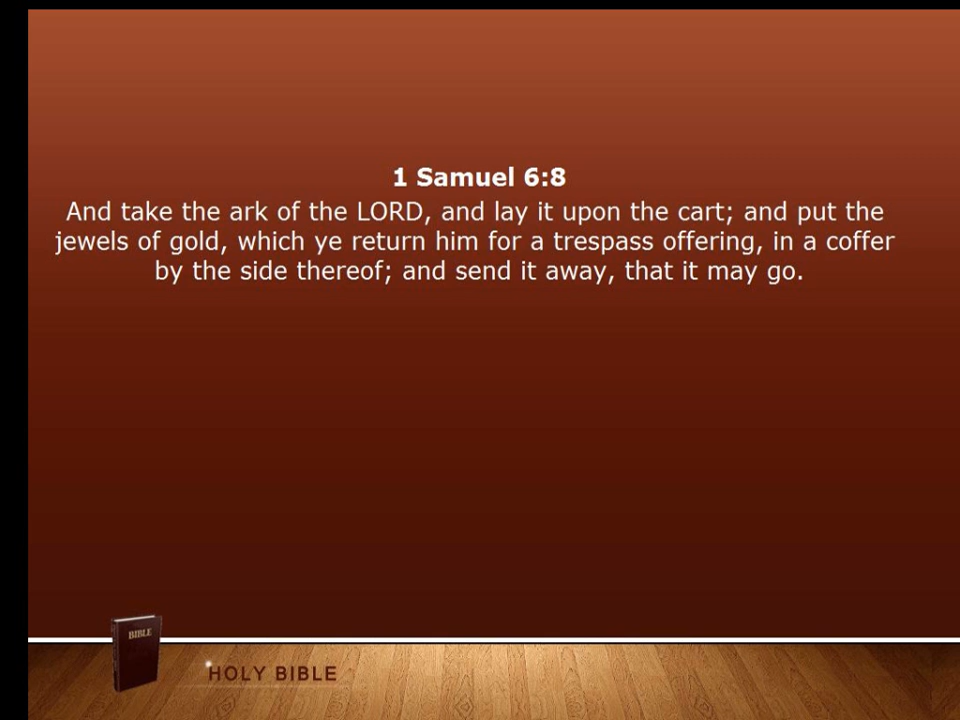 1 Samuel 6:8
And take the ark of the LORD, and lay it upon the cart; and put the
jewels of gold, which ye return him for a trespass offering, in a coffer
by the side thereof; and send it away, that it may go.
BIBLE
HOLY BIBLE